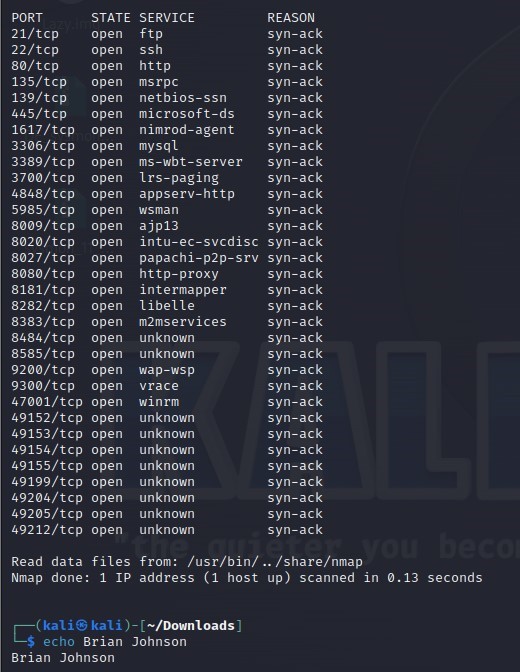 PORT      STATE SERVICE         REASON
21/tcp    open  ftp             syn-ack
22/tcp    open  ssh             syn-ack
80/tcp    open  http            syn-ack
135/tcp   open  msrpc           syn-ack
139/tcp   open  netbios-ssn     syn-ack
445/tcp   open  microsoft-ds    syn-ack
1617/tcp  open  nimrod-agent    syn-ack
3306/tcp  open  mysql           syn-ack
3389/tcp  open  ms-wbt-server   syn-ack
3700/tcp  open  lrs-paging      syn-ack
4848/tcp  open  appserv-http    syn-ack
5985/tcp  open  wsman           syn-ack
8009/tcp  open  ajp13           syn-ack
8020/tcp  open  intu-ec-svcdisc syn-ack
8027/tcp  open  papachi-p2p-srv syn-ack
8080/tcp  open  http-proxy      syn-ack
8181/tcp  open  intermapper     syn-ack
8282/tcp  open  libelle         syn-ack
8383/tcp  open  m2mservices     syn-ack
8484/tcp  open  unknown         syn-ack
8585/tcp  open  unknown         syn-ack
9200/tcp  open  wap-wsp         syn-ack
9300/tcp  open  vrace           syn-ack
47001/tcp open  winrm           syn-ack
49152/tcp open  unknown         syn-ack
49153/tcp open  unknown         syn-ack
49154/tcp open  unknown         syn-ack
49155/tcp open  unknown         syn-ack
49199/tcp open  unknown         syn-ack
49204/tcp open  unknown         syn-ack
49205/tcp open  unknown         syn-ack
49212/tcp open  unknown         syn-ack
KALI
"the quieter you becom
Read data files from: /usr/bin/../share/nmap
Nmap done: 1 IP address (1 host up) scanned in 0.13 seconds
┌──(kali㉿kali)-[~/Downloads]
└─$ echo Brian Johnson
Brian Johnson